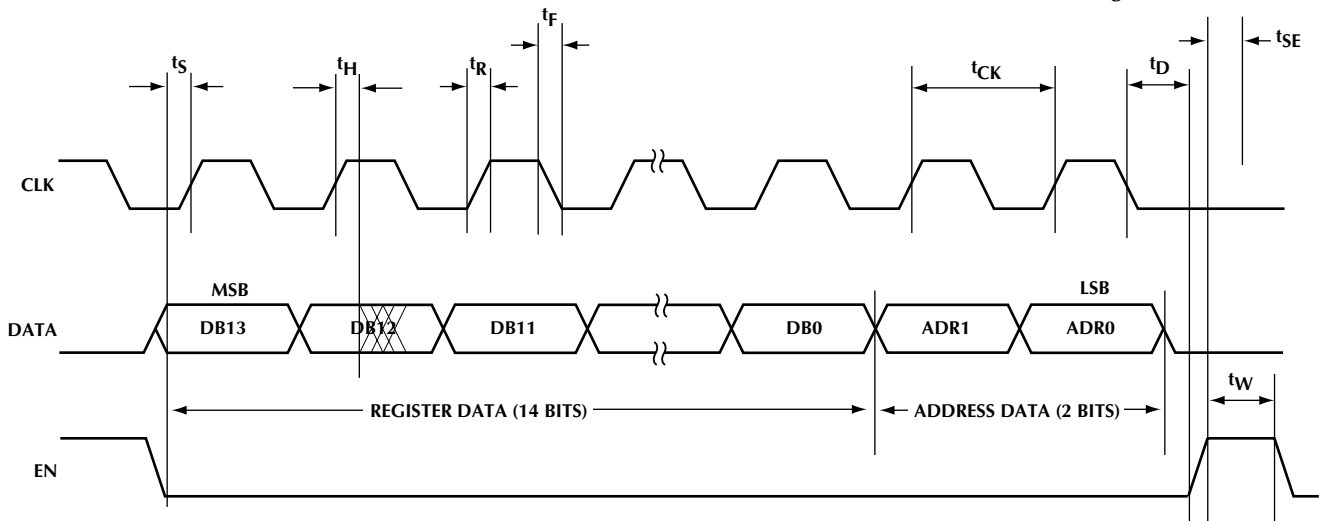 tF
tSE
tS
tH
tR
tCK
tD
CLK
MSB
LSB
DATA
DB13
DB12
DB11
DB0
ADR1
ADR0
tW
REGISTER DATA (14 BITS)
ADDRESS DATA (2 BITS)
EN